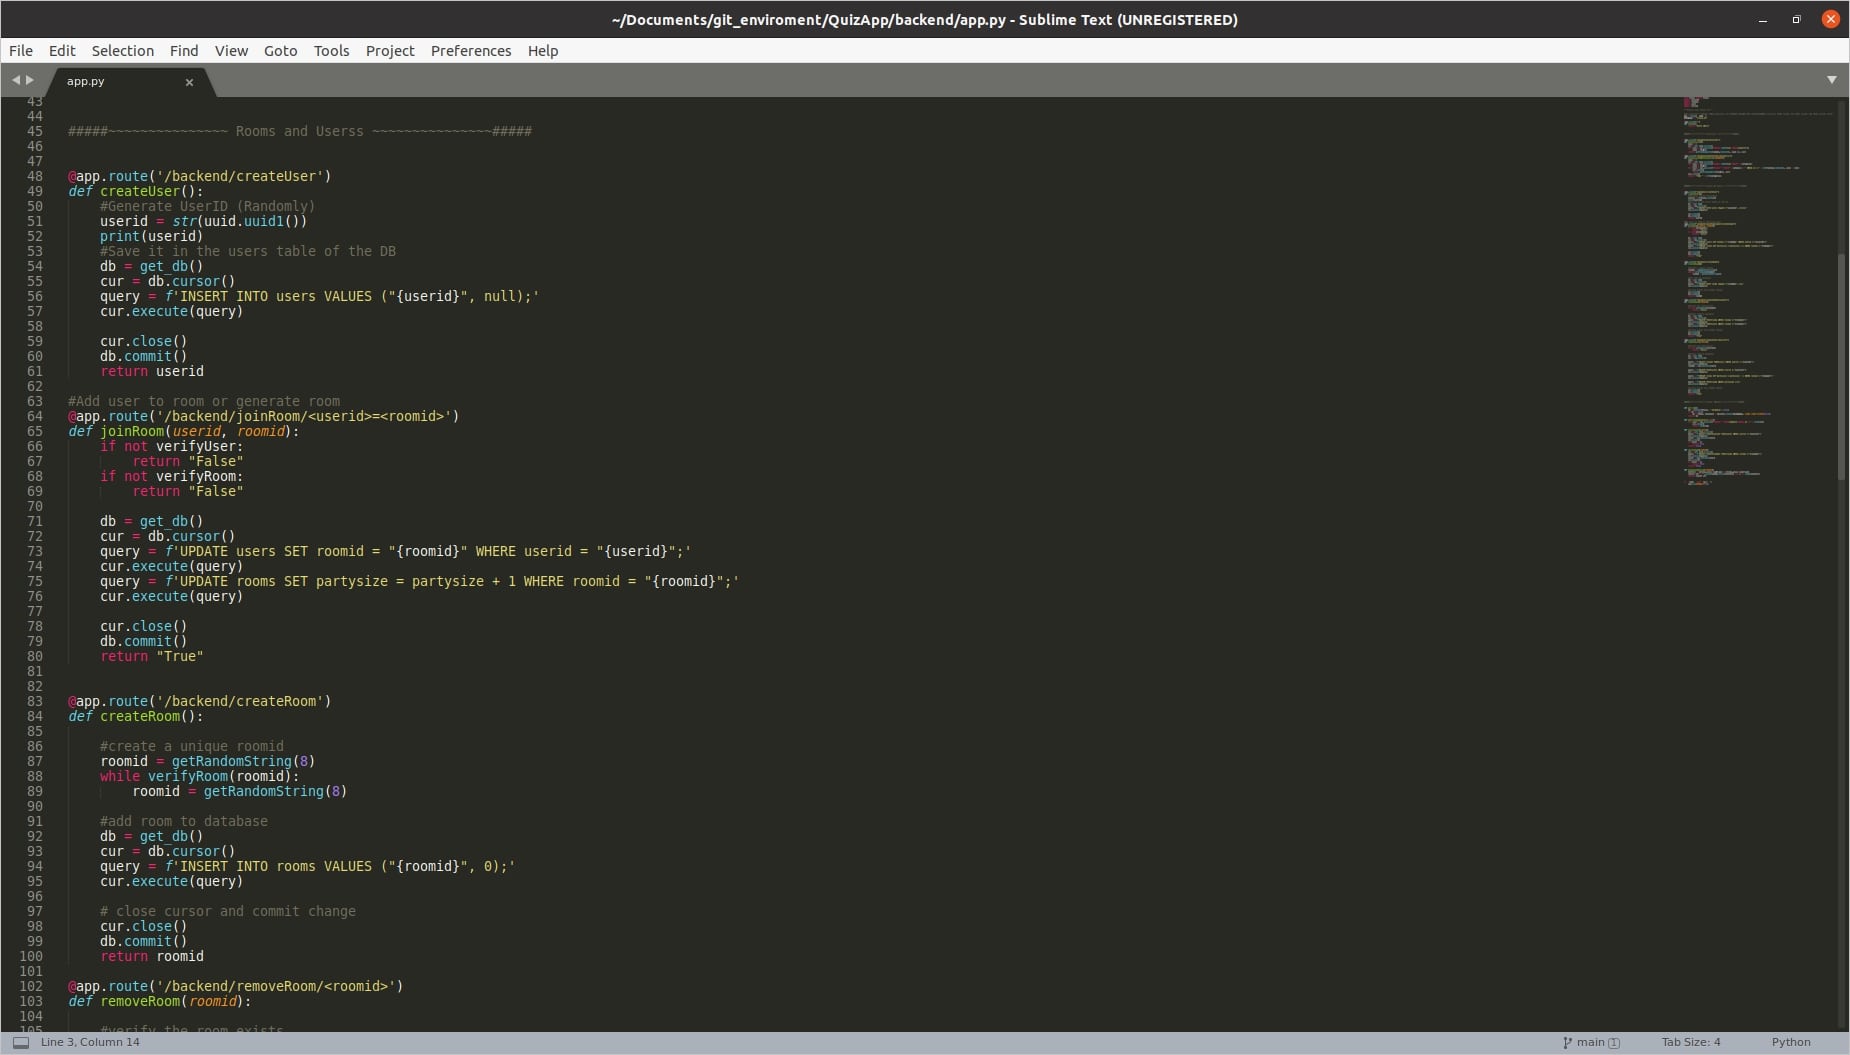 ~/Documents/git_enviroment/QuizApp/backend/app.py - Sublime Text (UNREGISTERED)
File Edit Selection Find View Goto Tools Project Preferences Help
app.py
43
44
45 #####~~~~~~~~~~~~~~~ Rooms and Userss ~~~~~~~~~~~~~~~#####
46
47
48 @app.route('/backend/createUser')
49 def createUser():
50     #Generate UserID (Randomly)
51     userid = str(uuid.uuid1())
52     print(userid)
53     #Save it in the users table of the DB
54     db = get_db()
55     cur = db.cursor()
56     query = f'INSERT INTO users VALUES ("{userid}", null);'
57     cur.execute(query)
58
59     cur.close()
60     db.commit()
61     return userid
62
63 #Add user to room or generate room
64 @app.route('/backend/joinRoom/<userid>=<roomid>')
65 def joinRoom(userid, roomid):
66     if not verifyUser:
67         return "False"
68     if not verifyRoom:
69         return "False"
70
71     db = get_db()
72     cur = db.cursor()
73     query = f'UPDATE users SET roomid = "{roomid}" WHERE userid = "{userid}";'
74     cur.execute(query)
75     query = f'UPDATE rooms SET partysize = partysize + 1 WHERE roomid = "{roomid}";'
76     cur.execute(query)
77
78     cur.close()
79     db.commit()
80     return "True"
81
82
83 @app.route('/backend/createRoom')
84 def createRoom():
85
86     #create a unique roomid
87     roomid = getRandomString(8)
88     while verifyRoom(roomid):
89         roomid = getRandomString(8)
90
91     #add room to database
92     db = get_db()
93     cur = db.cursor()
94     query = f'INSERT INTO rooms VALUES ("{roomid}", 0);'
95     cur.execute(query)
96
97     # close cursor and commit change
98     cur.close()
99     db.commit()
100     return roomid
101
102 @app.route('/backend/removeRoom/<roomid>')
103 def removeRoom(roomid):
104
105     #verify the room exists
Line 3, Column 14 main 1 Tab Size: 4 Python